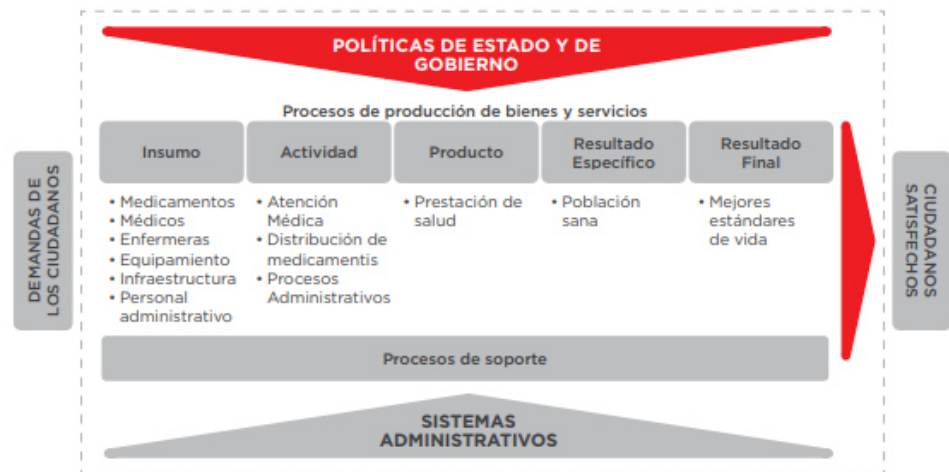 POLÍTICAS DE ESTADO Y DE
GOBIERNO
Procesos de producción de bienes y servicios
DEMANDAS DE
LOS CIUDADANOS
Insumo
• Medicamentos
• Médicos
• Enfermeras
• Equipamiento
• Infraestructura
• Personal
administrativo
Actividad
• Atención
Médica
• Distribución de
medicamentis
• Procesos
Administrativos
Producto
• Prestación de
salud
Resultado
Específico
• Población
sana
Resultado
Final
• Mejores
estándares
de vida
CIUDADANOS
SATISFECHOS
Procesos de soporte
SISTEMAS
ADMINISTRATIVOS